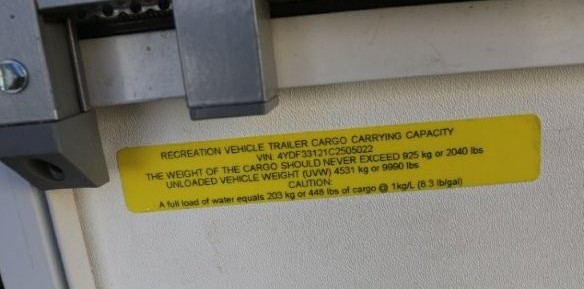 RECREATION VEHICLE TRAILER CARGO CARRYING CAPACITY
VIN: 4YDF33121C2505022
THE WEIGHT OF THE CARGO SHOULD NEVER EXCEED 925 kg or 2040 lbs
UNLOADED VEHICLE WEIGHT (UVW) 4531 kg or 9990 lbs
CAUTION:
A full load of water equals 203 kg or 448 lbs of cargo @ 1kg/L (8.3 lb/gal)